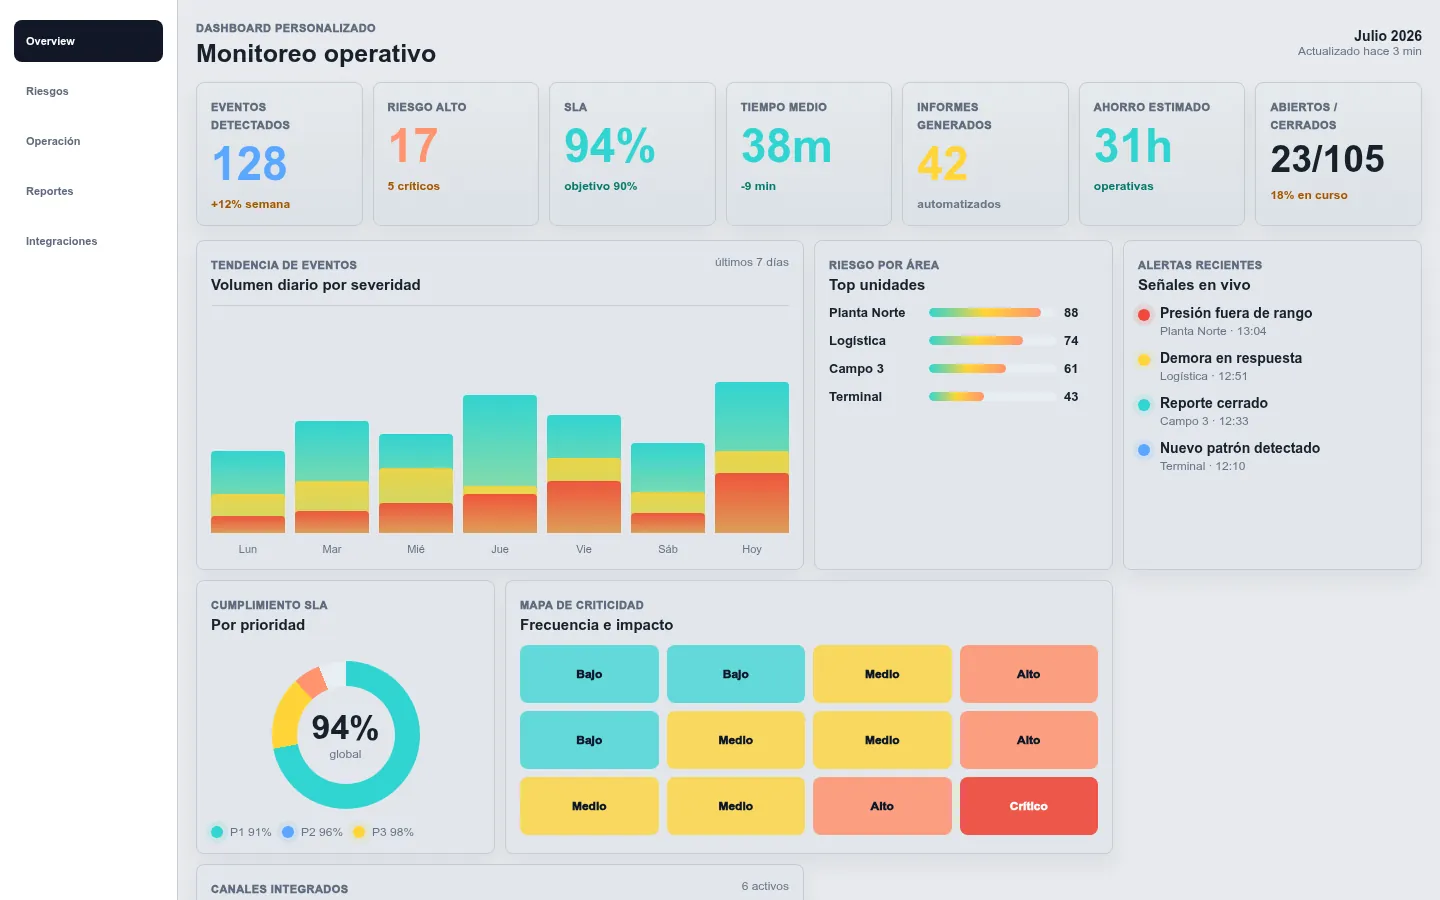 Overview
Riesgos
Operación
Reportes
Integraciones
DASHBOARD PERSONALIZADO
Monitoreo operativo
Julio 2026
Actualizado hace 3 min
EVENTOS
DETECTADOS
128
+12% semana
RIESGO ALTO
17
5 críticos
SLA
94%
objetivo 90%
TIEMPO MEDIO
38m
-9 min
INFORMES
GENERADOS
42
automatizados
AHORRO ESTIMADO
31h
operativas
ABIERTOS /
CERRADOS
23/105
18% en curso
TENDENCIA DE EVENTOS
últimos 7 días
Volumen diario por severidad
Lun
Mar
Mié
Jue
Vie
Sáb
Hoy
RIESGO POR ÁREA
Top unidades
Planta Norte 88
Logística 74
Campo 3 61
Terminal 43
ALERTAS RECIENTES
Señales en vivo
Presión fuera de rango
Planta Norte · 13:04
Demora en respuesta
Logística · 12:51
Reporte cerrado
Campo 3 · 12:33
Nuevo patrón detectado
Terminal · 12:10
CUMPLIMIENTO SLA
Por prioridad
94%
global
P1 91% P2 96% P3 98%
MAPA DE CRITICIDAD
Frecuencia e impacto
Bajo Bajo Medio Alto
Bajo Medio Medio Alto
Medio Medio Alto Crítico
CANALES INTEGRADOS
6 activos